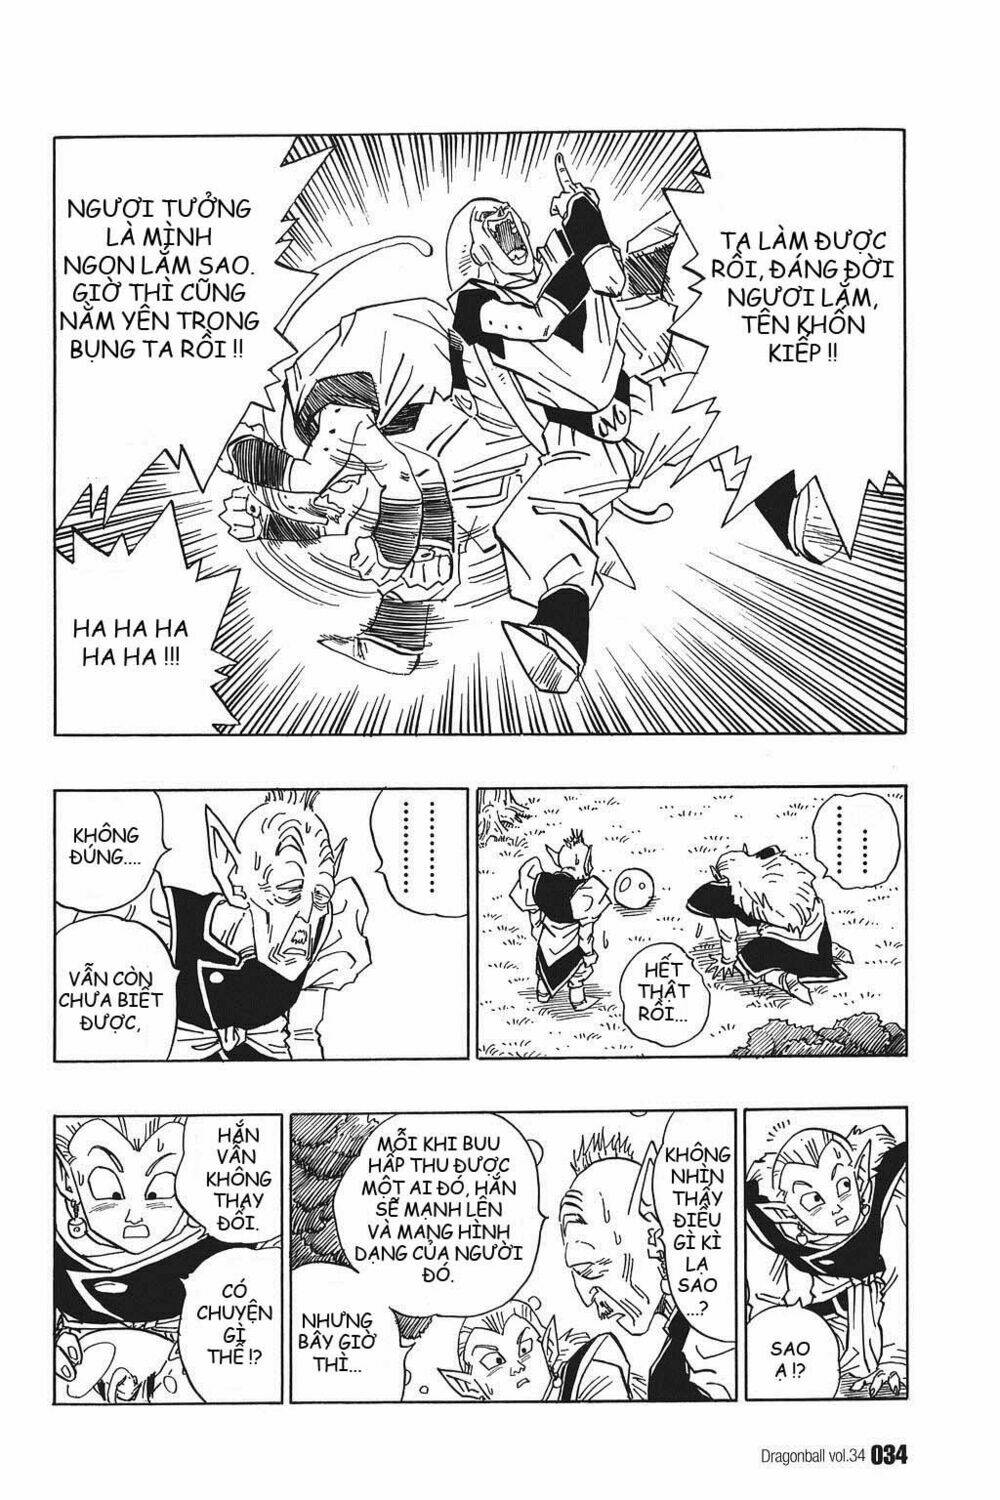 TA LÀM ĐƯỢC
RỒI, ĐÁNG ĐỜI
NGƯƠI LẮM,
TÊN KHỐN
KIẾP !!
NGƯƠI TƯỞNG
LÀ MÌNH
NGON LẮM SAO.
GIỜ THÌ CŨNG
NẰM YÊN TRONG
BỤNG TA RỒI !!
HA HA HA
HA HA !!!
HẾT
THẬT
RỒI...
KHÔNG
ĐÚNG....
VẪN CÒN
CHƯA BIẾT
ĐƯỢC,
SAO
Ạ !?
KHÔNG
NHÌN
THẤY
ĐIỀU
GÌ KÌ
LẠ
SAO
...?
MỖI KHI BUU
HẤP THU ĐƯỢC
MỘT AI ĐÓ, HẮN
SẼ MẠNH LÊN
VÀ MANG HÌNH
DẠNG CỦA NGƯỜI
ĐÓ.
NHƯNG
BÂY GIỜ
THÌ...
HẮN
VẪN
KHÔNG
THAY
ĐỔI.
CÓ
CHUYỆN
GÌ
THẾ !?
Dragonball vol.34 034